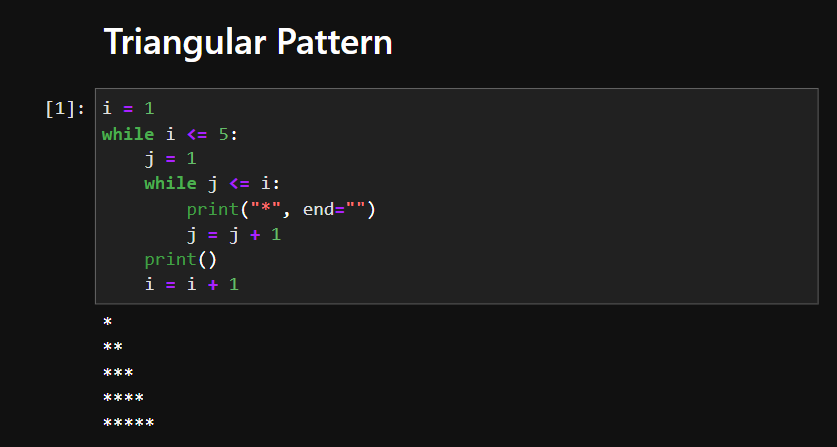 Triangular Pattern
[1]: i = 1
while i <= 5:
    j = 1
    while j <= i:
        print("*", end="")
        j = j + 1
    print()
    i = i + 1
*
**
***
****
*****